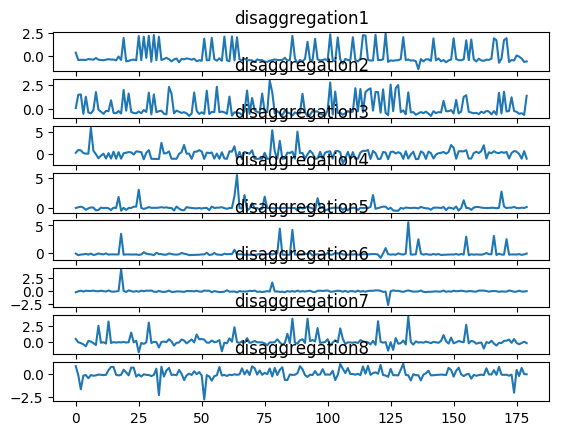 disaggregation1
2.5
0.0
disaggregation2
2.5
0.0
disaggregation3
5
0
disaggregation4
5
0
disaggregation5
5
0
disaggregation6
2.5
0.0
−2.5
disaggregation7
2.5
0.0
disaggregation8
0.0
−2.5
0 25 50 75 100 125 150 175